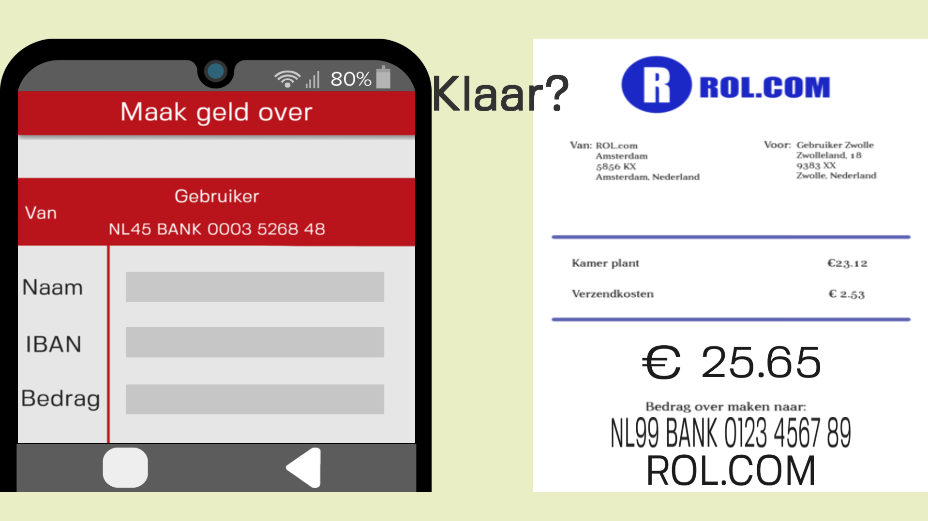 80%
Maak geld over
Van
Gebruiker
NL45 BANK 0003 5268 48
Naam
IBAN
Bedrag
Klaar?
R ROL.COM
Van: ROL.com
Amsterdam
5856 KX
Amsterdam, Nederland
Voor: Gebruiker Zwolle
Zwolleland, 18
9383 XX
Zwolle, Nederland
Kamer plant €23.12
Verzendkosten € 2.53
€ 25.65
Bedrag over maken naar:
NL99 BANK 0123 4567 89
ROL.COM